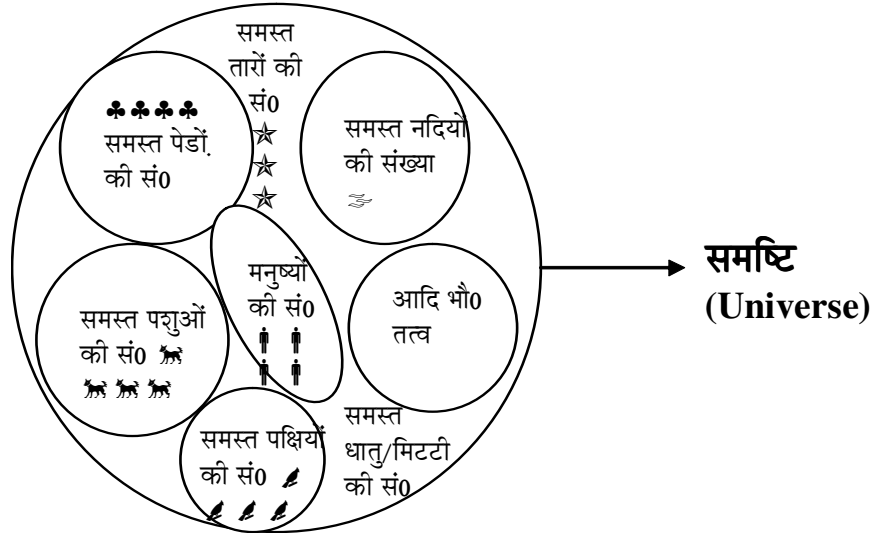 समस्त
तारों की
सं0
समस्त पेडों.
की सं0
समस्त नदियों
की संख्या
मनुष्यों
की सं0
आदि भौ0
तत्व
समष्टि
(Universe)
समस्त पशुओं
की सं0
समस्त पक्षियों
की सं0
समस्त
धातु/मिटटी
की सं0